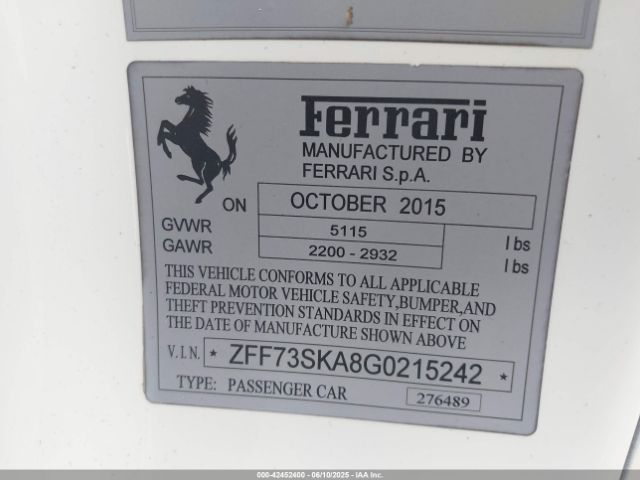 Ferrari
MANUFACTURED BY
FERRARI S.p.A.
ON OCTOBER 2015
GVWR 5115 lbs
GAWR 2200 - 2932 lbs
THIS VEHICLE CONFORMS TO ALL APPLICABLE
FEDERAL MOTOR VEHICLE SAFETY,BUMPER,AND
THEFT PREVENTION STANDARDS IN EFFECT ON
THE DATE OF MANUFACTURE SHOWN ABOVE
V.I.N. * ZFF73SKA8G0215242 *
TYPE: PASSENGER CAR 276489
000-42452400 - 06/10/2025 - IAA Inc.